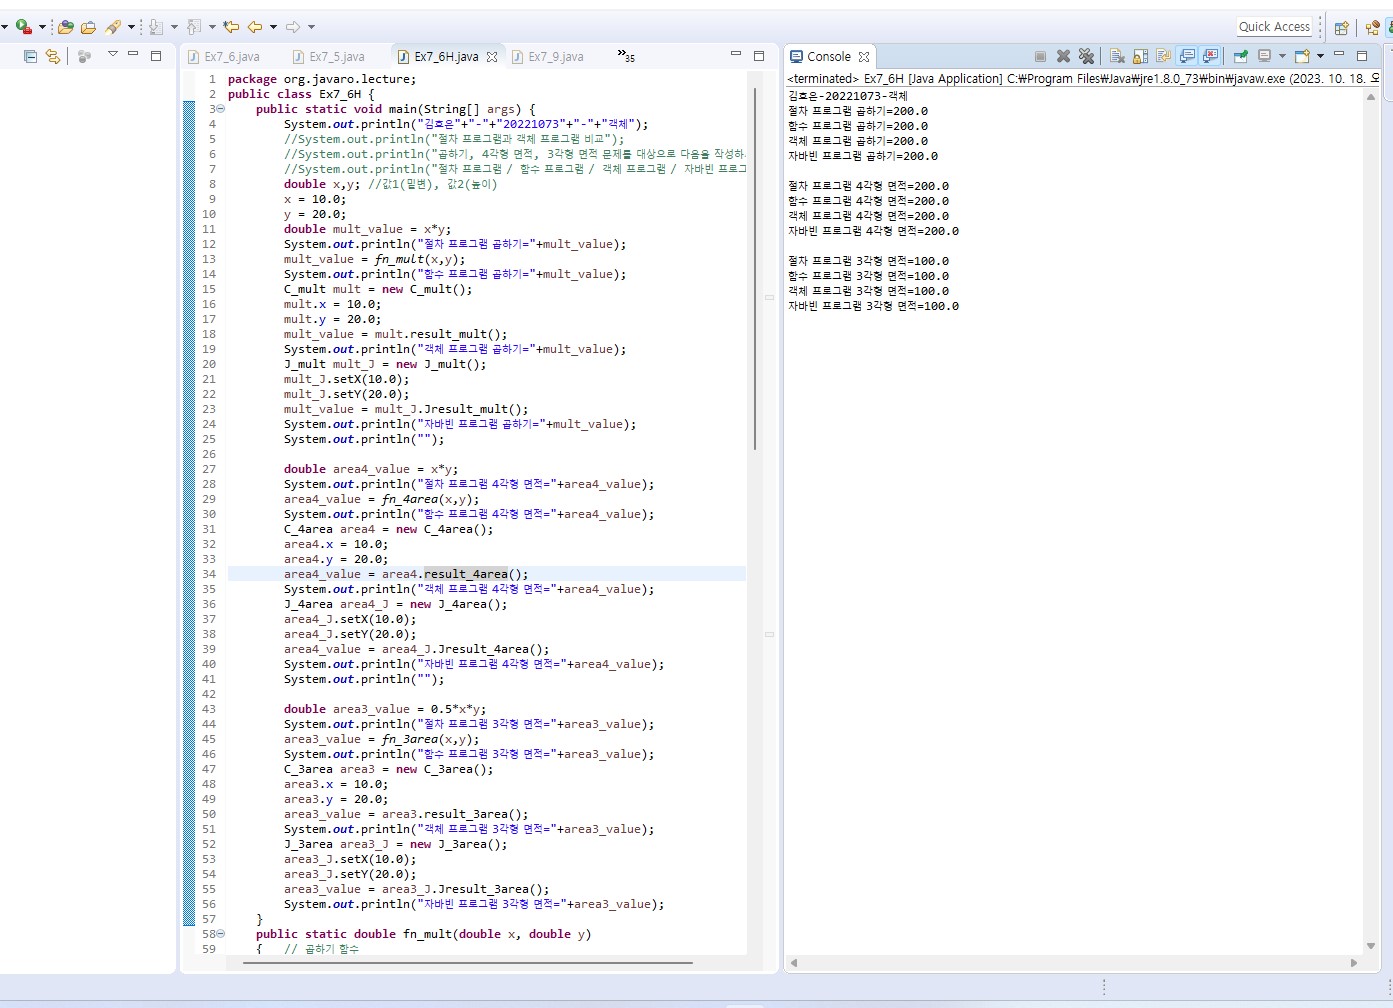 Quick Access
Ex7_6.java
Ex7_5.java
Ex7_6H.java
Ex7_9.java
»35
1 package org.javaro.lecture;
2 public class Ex7_6H {
3 public static void main(String[] args) {
4 System.out.println("김효은"+"-"+"20221073"+"-"+"객체");
5 //System.out.println("절차 프로그램과 객체 프로그램 비교");
6 //System.out.println("곱하기, 4각형 면적, 3각형 면적 문제를 대상으로 다음을 작성하
7 //System.out.println("절차 프로그램 / 함수 프로그램 / 객체 프로그램 / 자바빈 프로그
8 double x,y; //값1(밑변), 값2(높이)
9 x = 10.0;
10 y = 20.0;
11 double mult_value = x*y;
12 System.out.println("절차 프로그램 곱하기="+mult_value);
13 mult_value = fn_mult(x,y);
14 System.out.println("함수 프로그램 곱하기="+mult_value);
15 C_mult mult = new C_mult();
16 mult.x = 10.0;
17 mult.y = 20.0;
18 mult_value = mult.result_mult();
19 System.out.println("객체 프로그램 곱하기="+mult_value);
20 J_mult mult_J = new J_mult();
21 mult_J.setX(10.0);
22 mult_J.setY(20.0);
23 mult_value = mult_J.Jresult_mult();
24 System.out.println("자바빈 프로그램 곱하기="+mult_value);
25 System.out.println("");
26
27 double area4_value = x*y;
28 System.out.println("절차 프로그램 4각형 면적="+area4_value);
29 area4_value = fn_4area(x,y);
30 System.out.println("함수 프로그램 4각형 면적="+area4_value);
31 C_4area area4 = new C_4area();
32 area4.x = 10.0;
33 area4.y = 20.0;
34 area4_value = area4.result_4area();
35 System.out.println("객체 프로그램 4각형 면적="+area4_value);
36 J_4area area4_J = new J_4area();
37 area4_J.setX(10.0);
38 area4_J.setY(20.0);
39 area4_value = area4_J.Jresult_4area();
40 System.out.println("자바빈 프로그램 4각형 면적="+area4_value);
41 System.out.println("");
42
43 double area3_value = 0.5*x*y;
44 System.out.println("절차 프로그램 3각형 면적="+area3_value);
45 area3_value = fn_3area(x,y);
46 System.out.println("함수 프로그램 3각형 면적="+area3_value);
47 C_3area area3 = new C_3area();
48 area3.x = 10.0;
49 area3.y = 20.0;
50 area3_value = area3.result_3area();
51 System.out.println("객체 프로그램 3각형 면적="+area3_value);
52 J_3area area3_J = new J_3area();
53 area3_J.setX(10.0);
54 area3_J.setY(20.0);
55 area3_value = area3_J.Jresult_3area();
56 System.out.println("자바빈 프로그램 3각형 면적="+area3_value);
57 }
58 public static double fn_mult(double x, double y)
59 { // 곱하기 함수
Console
<terminated> Ex7_6H [Java Application] C:₩Program Files₩Java₩jre1.8.0_73₩bin₩javaw.exe (2023. 10. 18. 오
김효은-20221073-객체
절차 프로그램 곱하기=200.0
함수 프로그램 곱하기=200.0
객체 프로그램 곱하기=200.0
자바빈 프로그램 곱하기=200.0
절차 프로그램 4각형 면적=200.0
함수 프로그램 4각형 면적=200.0
객체 프로그램 4각형 면적=200.0
자바빈 프로그램 4각형 면적=200.0
절차 프로그램 3각형 면적=100.0
함수 프로그램 3각형 면적=100.0
객체 프로그램 3각형 면적=100.0
자바빈 프로그램 3각형 면적=100.0